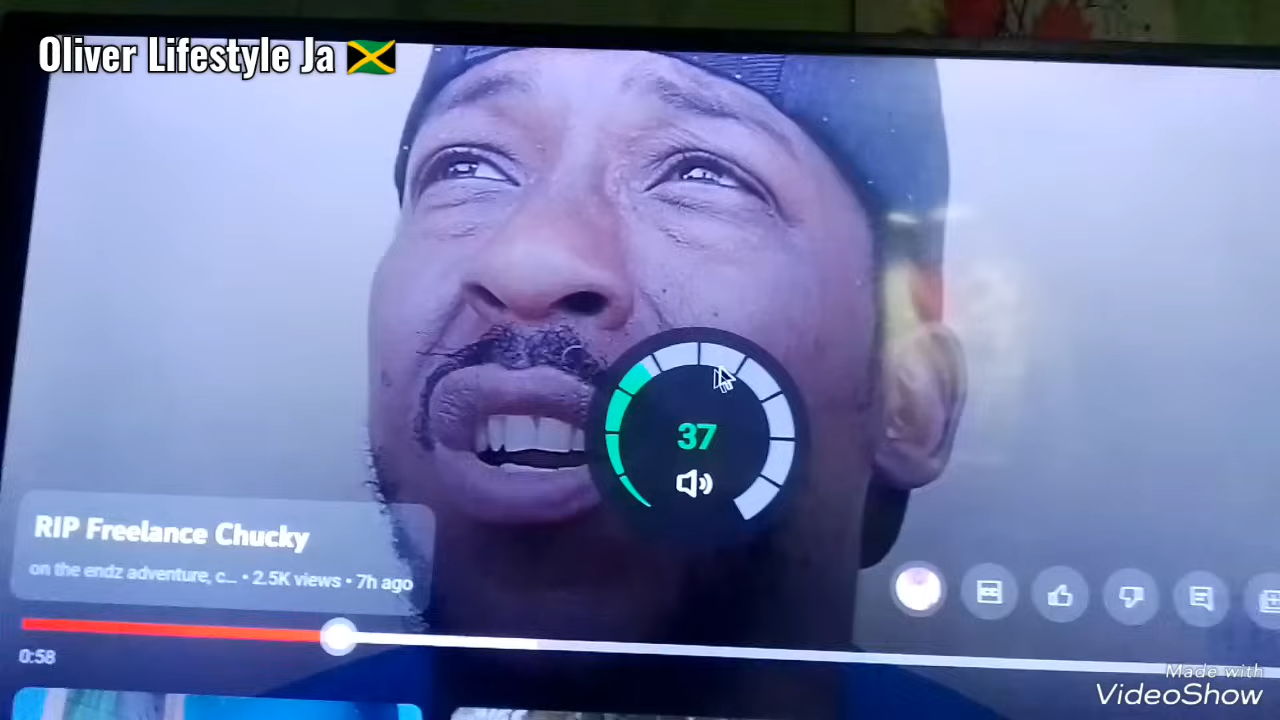 Oliver Lifestyle Ja 🇯🇲
37
RIP Freelance Chucky
on the endz adventure, c... • 2.5K views • 7h ago
0:58
Made with
VideoShow